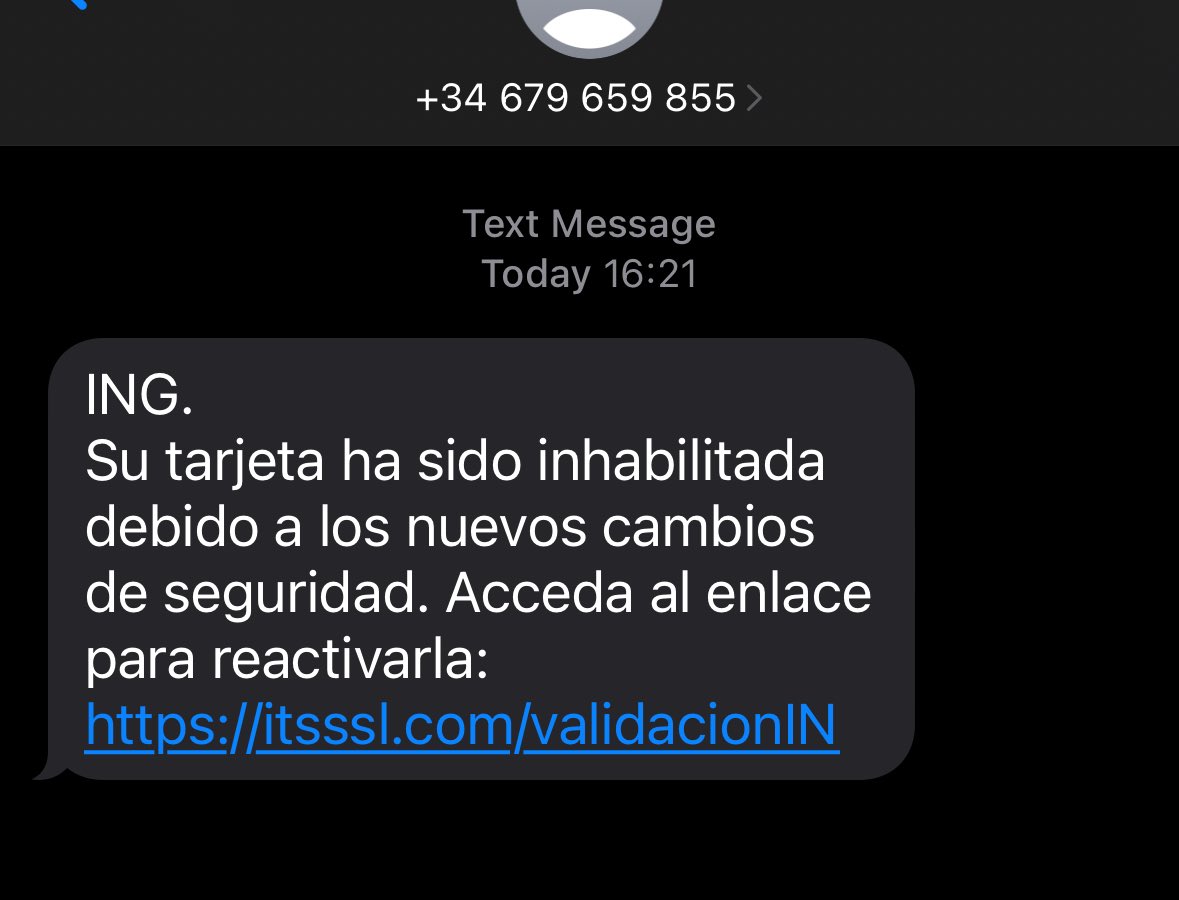 +34 679 659 855
Text Message
Today 16:21
ING.
Su tarjeta ha sido inhabilitada
debido a los nuevos cambios
de seguridad. Acceda al enlace
para reactivarla:
https://itsssl.com/validacionIN